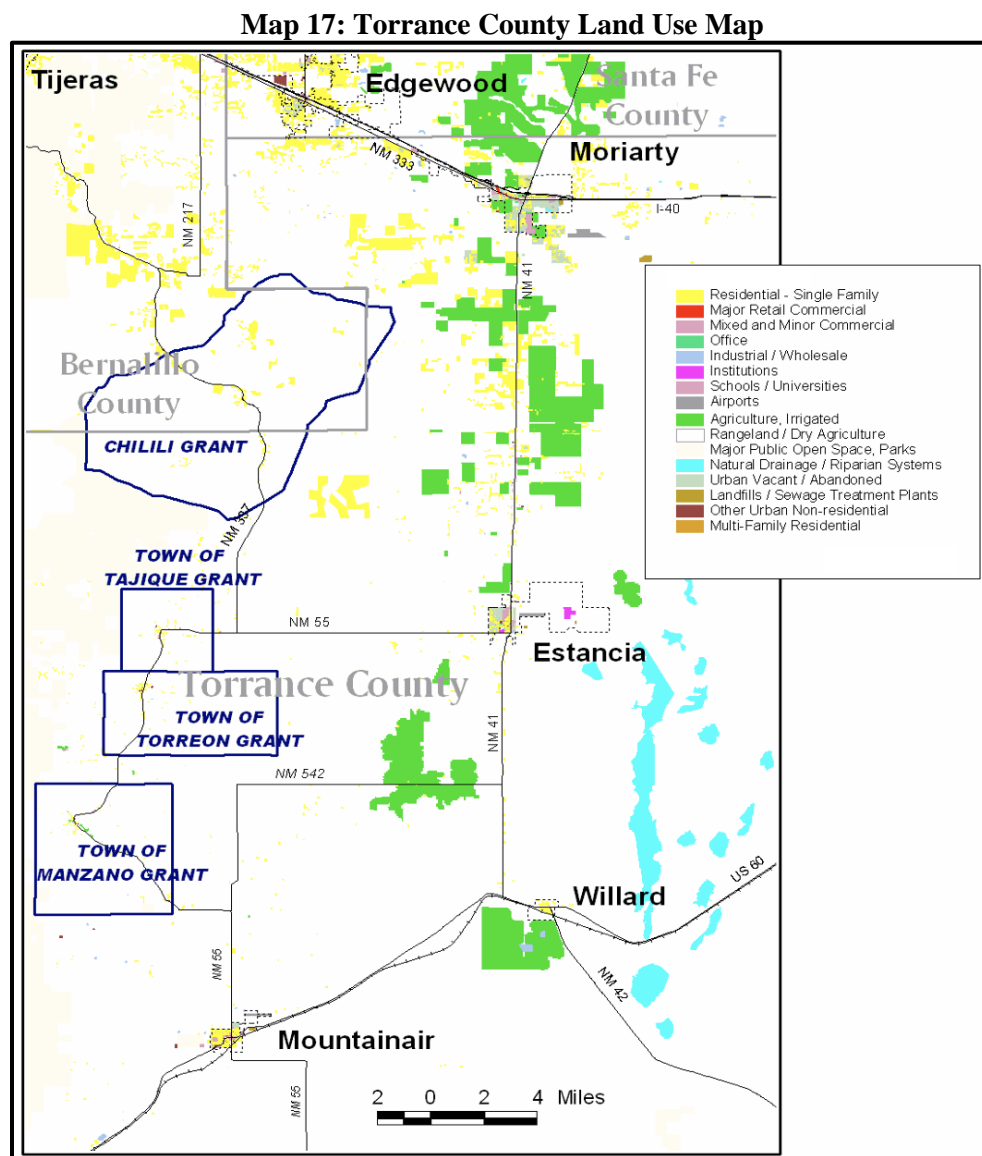 Map 17: Torrance County Land Use Map
Tijeras
Edgewood
Santa Fe
County
Moriarty
NM 333
I-40
NM 217
NM 41
Residential - Single Family
Major Retail Commercial
Mixed and Minor Commercial
Office
Industrial / Wholesale
Institutions
Schools / Universities
Airports
Agriculture, Irrigated
Rangeland / Dry Agriculture
Major Public Open Space, Parks
Natural Drainage / Riparian Systems
Urban Vacant / Abandoned
Landfills / Sewage Treatment Plants
Other Urban Non-residential
Multi-Family Residential
Bernalillo
County
CHILILI GRANT
NM 337
TOWN OF
TAJIQUE GRANT
NM 55
Estancia
Torrance County
TOWN OF
TORREON GRANT
NM 41
NM 542
TOWN OF
MANZANO GRANT
US 60
Willard
NM 55
NM 42
Mountainair
NM 55
2 0 2 4 Miles